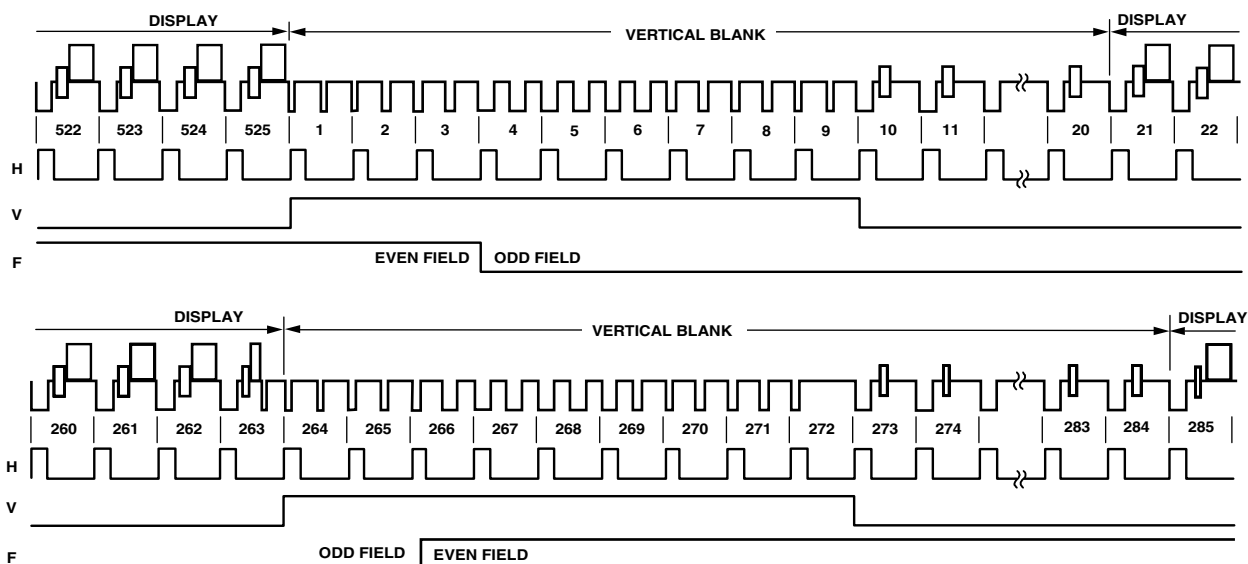 DISPLAY VERTICAL BLANK DISPLAY
522 523 524 525 1 2 3 4 5 6 7 8 9 10 11 20 21 22
H
V
EVEN FIELD ODD FIELD
F
DISPLAY VERTICAL BLANK DISPLAY
260 261 262 263 264 265 266 267 268 269 270 271 272 273 274 283 284 285
H
V
ODD FIELD EVEN FIELD
F